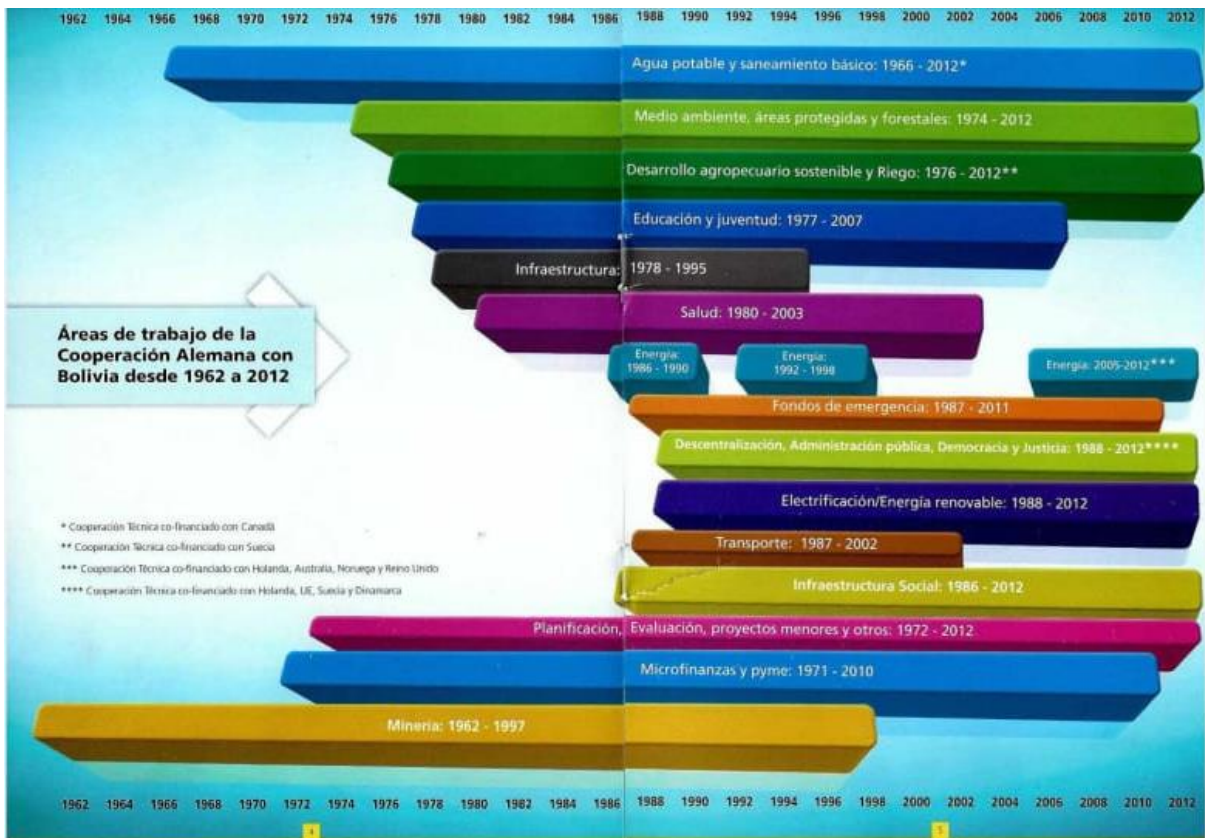 1962 1964 1966 1968 1970 1972 1974 1976 1978 1980 1982 1984 1986 1988 1990 1992 1994 1996 1998 2000 2002 2004 2006 2008 2010 2012
Agua potable y saneamiento básico: 1966 - 2012*
Medio ambiente, áreas protegidas y forestales: 1974 - 2012
Desarrollo agropecuario sostenible y Riego: 1976 - 2012**
Educación y juventud: 1977 - 2007
Infraestructura: 1978 - 1995
Salud: 1980 - 2003
Áreas de trabajo de la
Cooperación Alemana con
Bolivia desde 1962 a 2012
Energía:
1986 - 1990
Energía:
1992 - 1998
Energía: 2005-2012***
Fondos de emergencia: 1987 - 2011
Descentralización, Administración pública, Democracia y Justicia: 1988 - 2012****
Electrificación/Energía renovable: 1988 - 2012
Transporte: 1987 - 2002
Infraestructura Social: 1986 - 2012
* Cooperación Técnica co-financiado con Canadá
** Cooperación Técnica co-financiado con Suecia
*** Cooperación Técnica co-financiado con Holanda, Australia, Noruega y Reino Unido
**** Cooperación Técnica co-financiado con Holanda, UE, Suecia y Dinamarca
Planificación, Evaluación, proyectos menores y otros: 1972 - 2012
Microfinanzas y pyme: 1971 - 2010
Minería: 1962 - 1997
1962 1964 1966 1968 1970 1972 1974 1976 1978 1980 1982 1984 1986 1988 1990 1992 1994 1996 1998 2000 2002 2004 2006 2008 2010 2012
4
5